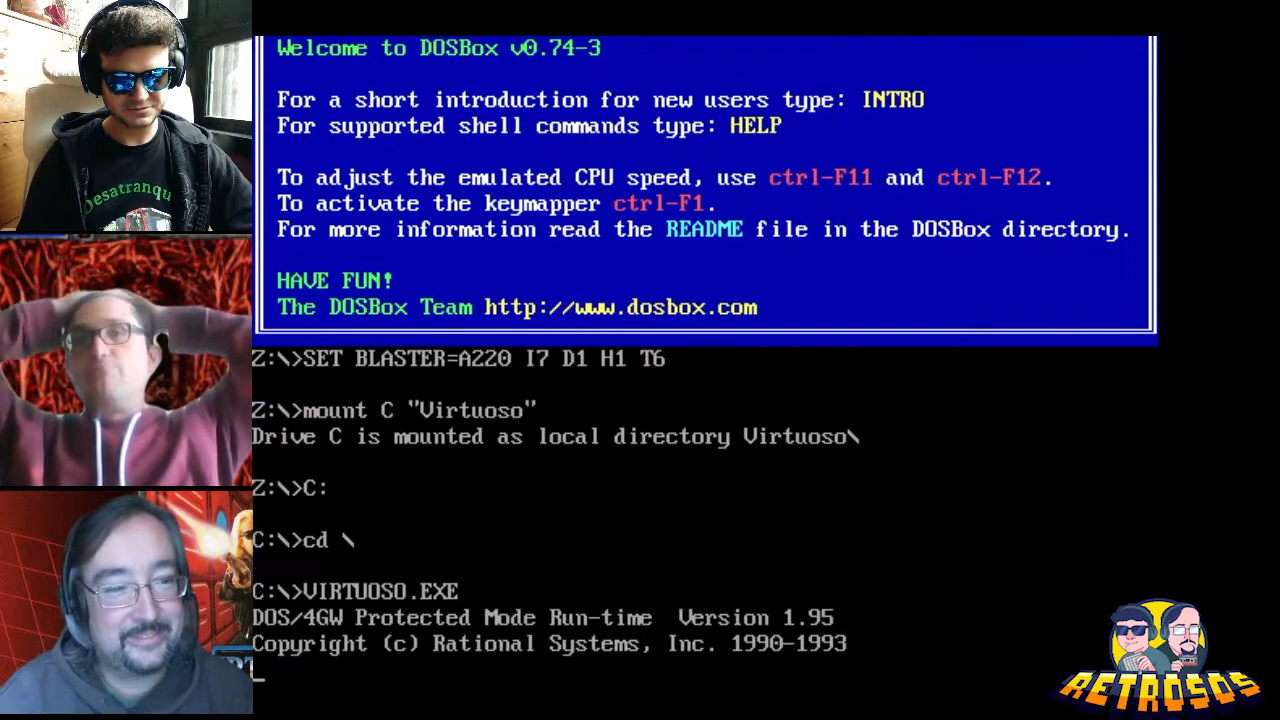 Welcome to DOSBox v0.74-3
For a short introduction for new users type: INTRO
For supported shell commands type: HELP
To adjust the emulated CPU speed, use ctrl-F11 and ctrl-F12.
To activate the keymapper ctrl-F1.
For more information read the README file in the DOSBox directory.
HAVE FUN!
The DOSBox Team http://www.dosbox.com
Z:\>SET BLASTER=A220 I7 D1 H1 T6
Z:\>mount C "Virtuoso"
Drive C is mounted as local directory Virtuoso\
Z:\>C:
C:\>cd \
C:\>VIRTUOSO.EXE
DOS/4GW Protected Mode Run-time  Version 1.95
Copyright (c) Rational Systems, Inc. 1990-1993
_
Desatranqu
RETROSOS